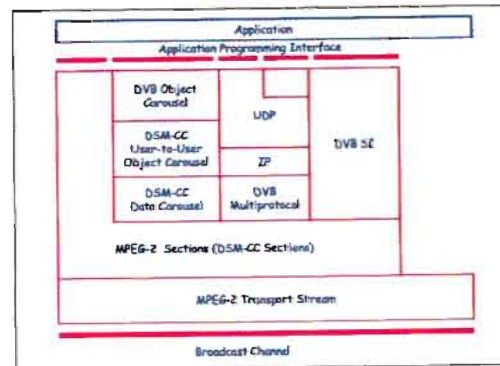 Application
Application Programming Interface
DVB Object
Carousel
DSM-CC
User-to-User
Object Carousel
DSM-CC
Data Carousel
UDP
IP
DVB
Multiprotocol
DVB SI
MPEG-2 Sections (DSM-CC Sections)
MPEG-2 Transport Stream
Broadcast Channel